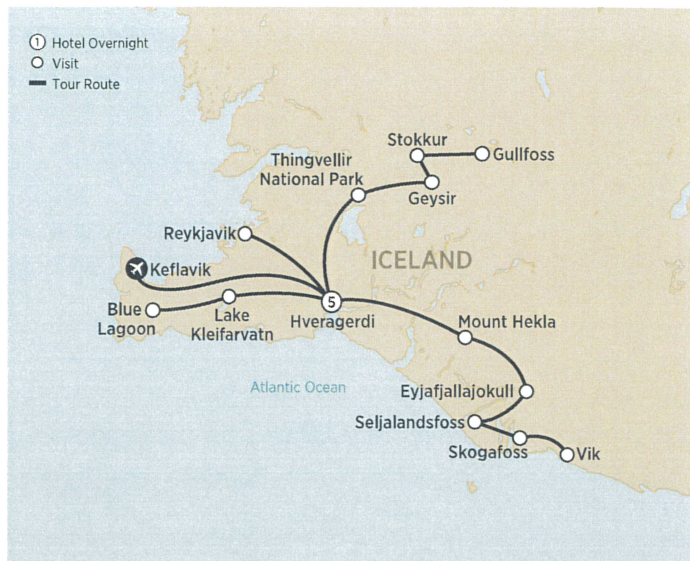 1 Hotel Overnight
Visit
Tour Route
Stokkur
Gullfoss
Thingvellir
National Park
Geysir
Reykjavik
ICELAND
Keflavik
5
Blue
Lagoon
Lake
Kleifarvatn
Hveragerdi
Mount Hekla
Atlantic Ocean
Eyjafjallajokull
Seljalandsfoss
Skogafoss
Vik